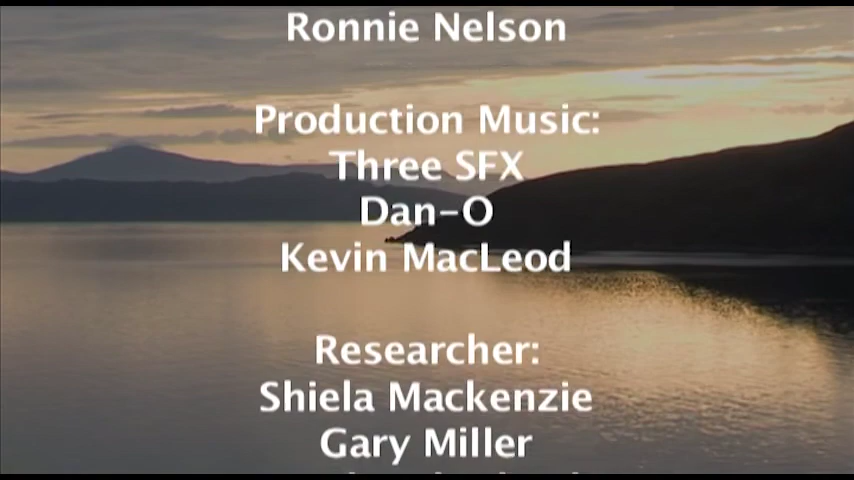 Ronnie Nelson
Production Music:
Three SFX
Dan-O
Kevin MacLeod
Researcher:
Shiela Mackenzie
Gary Miller